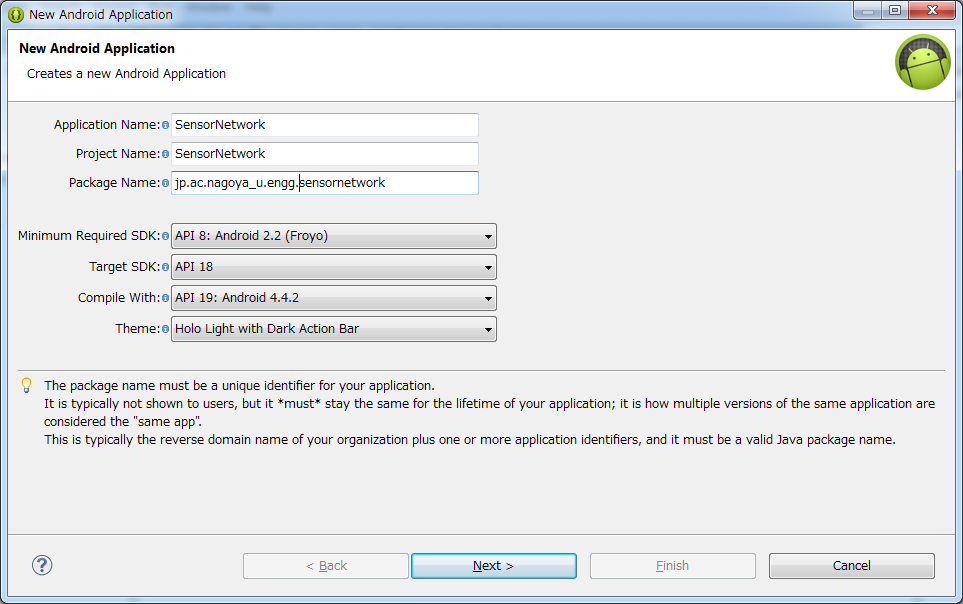 New Android Application
New Android Application
Creates a new Android Application
Application Name: SensorNetwork
Project Name: SensorNetwork
Package Name: jp.ac.nagoya_u.engg.sensornetwork
Minimum Required SDK: API 8: Android 2.2 (Froyo)
Target SDK: API 18
Compile With: API 19: Android 4.4.2
Theme: Holo Light with Dark Action Bar
The package name must be a unique identifier for your application.
It is typically not shown to users, but it *must* stay the same for the lifetime of your application; it is how multiple versions of the same application are
considered the "same app".
This is typically the reverse domain name of your organization plus one or more application identifiers, and it must be a valid Java package name.
? < Back Next > Finish Cancel